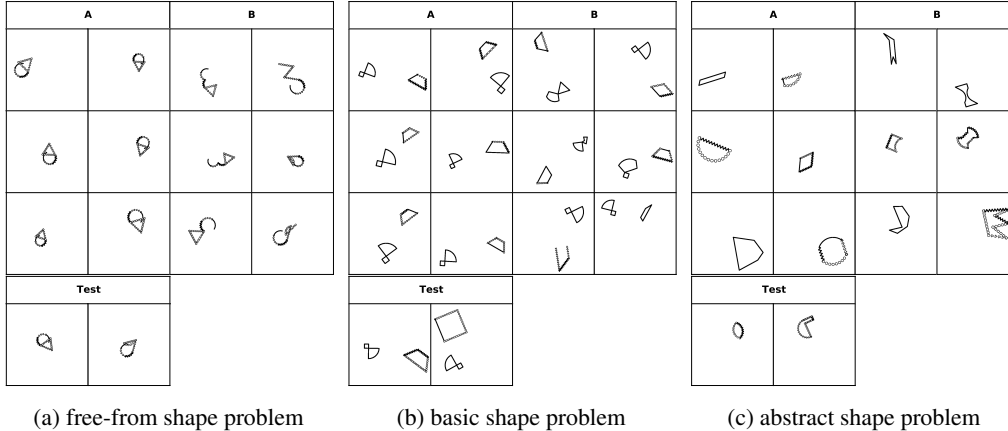 A B A B A B
Test Test Test
(a) free-from shape problem (b) basic shape problem (c) abstract shape problem